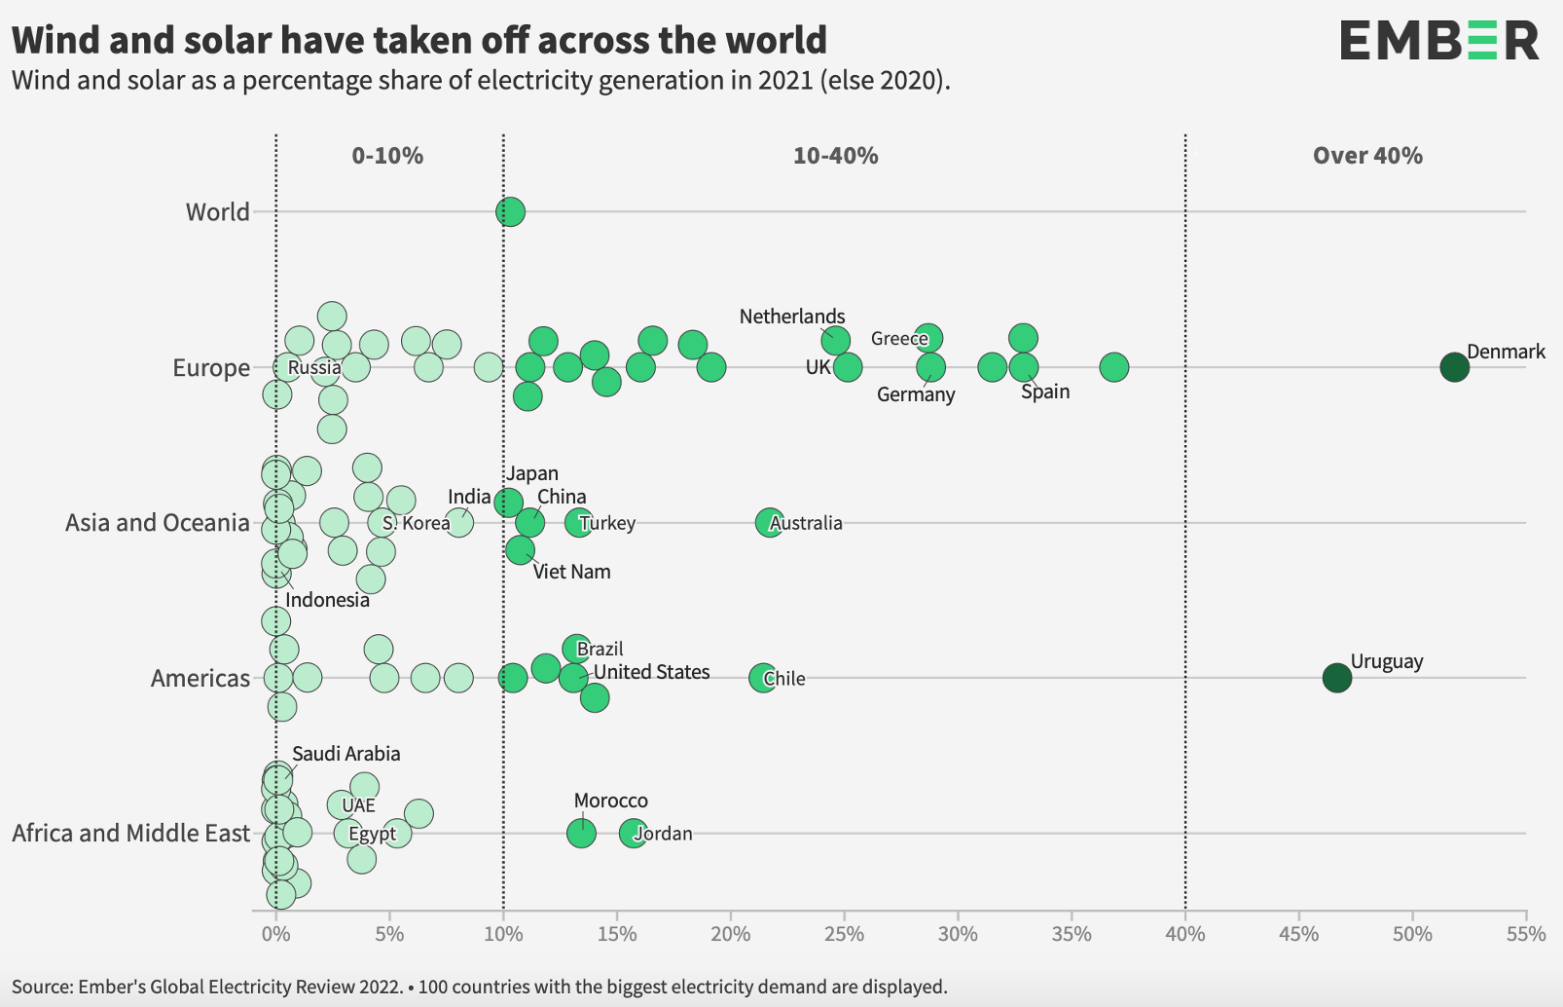 Wind and solar have taken off across the world
EMBER
Wind and solar as a percentage share of electricity generation in 2021 (else 2020).
0-10%
10-40%
Over 40%
World
Netherlands
Greece
Denmark
Europe
Russia
UK
Germany
Spain
Japan
India
China
Asia and Oceania
S. Korea
Turkey
Australia
Viet Nam
Indonesia
Brazil
Uruguay
United States
Americas
Chile
Saudi Arabia
UAE
Morocco
Africa and Middle East
Egypt
Jordan
0%
5%
10%
15%
20%
25%
30%
35%
40%
45%
50%
55%
Source: Ember's Global Electricity Review 2022. • 100 countries with the biggest electricity demand are displayed.